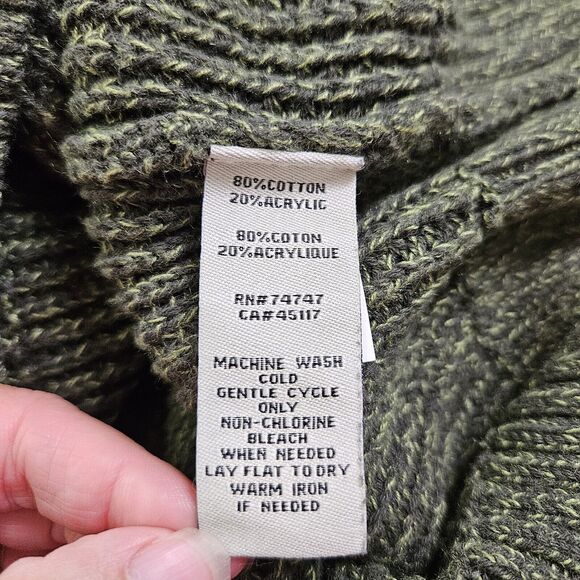 80%COTTON
20%ACRYLIC
80%COTON
20%ACRYLIQUE
RN#74747
CA#45117
MACHINE WASH
COLD
GENTLE CYCLE
ONLY
NON-CHLORINE
BLEACH
WHEN NEEDED
LAY FLAT TO DRY
WARM IRON
IF NEEDED